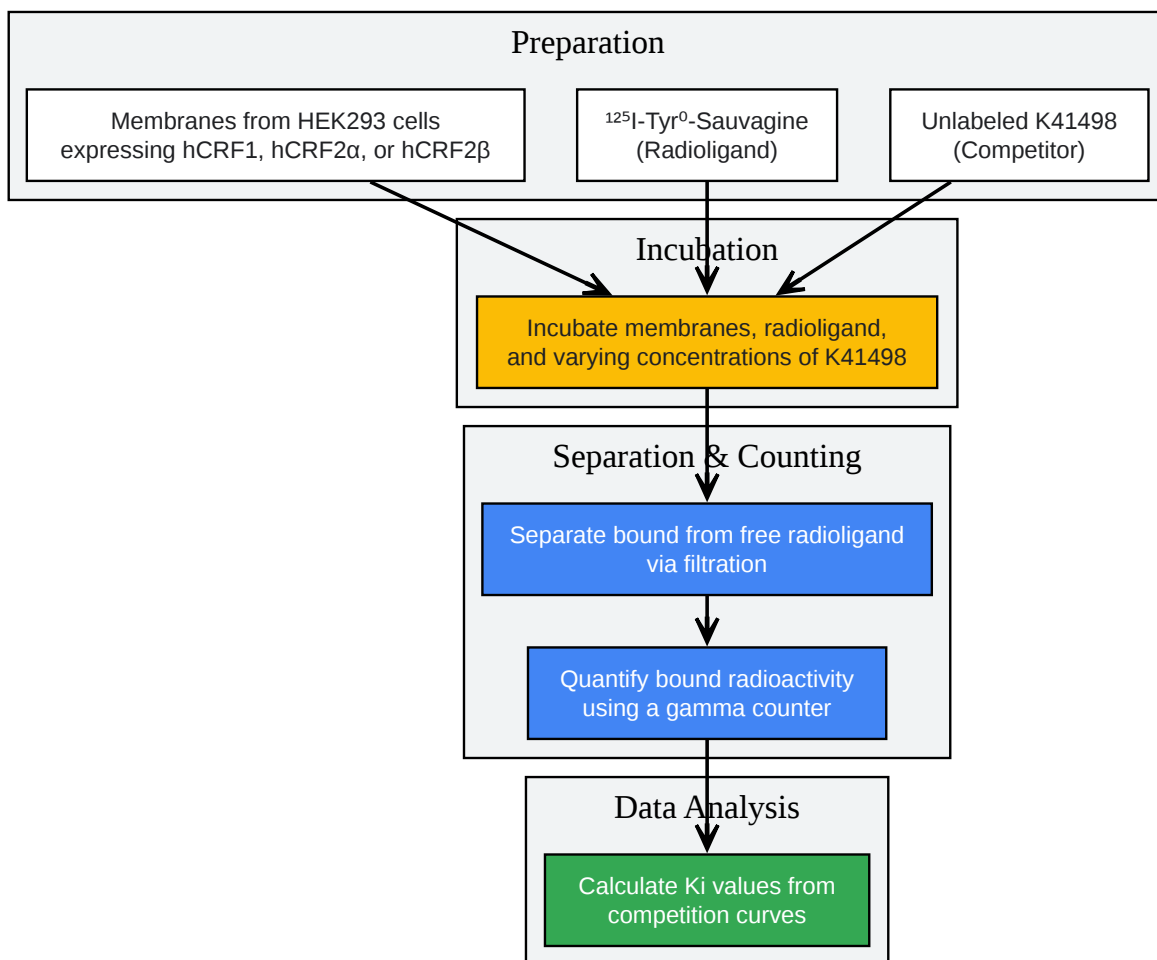 Preparation
Membranes from HEK293 cells
expressing hCRF1, hCRF2α, or hCRF2β
¹²⁵I-Tyr⁰-Sauvagine
(Radioligand)
Unlabeled K41498
(Competitor)
Incubation
Incubate membranes, radioligand,
and varying concentrations of K41498
Separation & Counting
Separate bound from free radioligand
via filtration
Quantify bound radioactivity
using a gamma counter
Data Analysis
Calculate Ki values from
competition curves